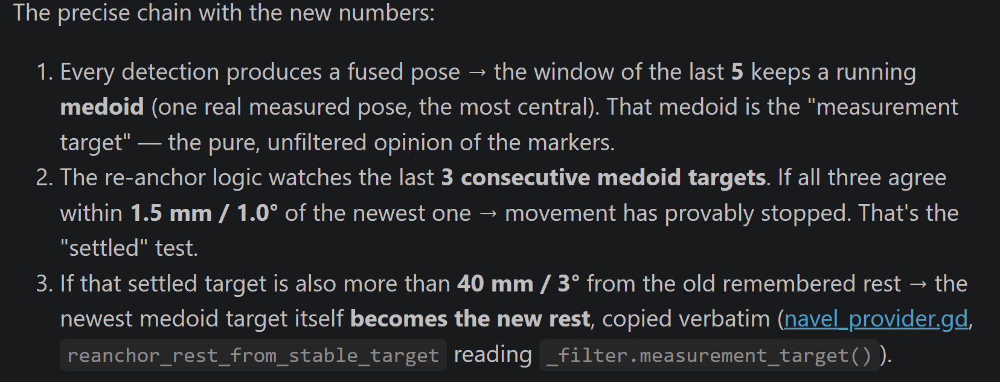 The precise chain with the new numbers:
1. Every detection produces a fused pose → the window of the last 5 keeps a running
medoid (one real measured pose, the most central). That medoid is the "measurement
target" — the pure, unfiltered opinion of the markers.
2. The re-anchor logic watches the last 3 consecutive medoid targets. If all three agree
within 1.5 mm / 1.0° of the newest one → movement has provably stopped. That's the
"settled" test.
3. If that settled target is also more than 40 mm / 3° from the old remembered rest → the
newest medoid target itself becomes the new rest, copied verbatim (navel_provider.gd,
reanchor_rest_from_stable_target reading _filter.measurement_target()).